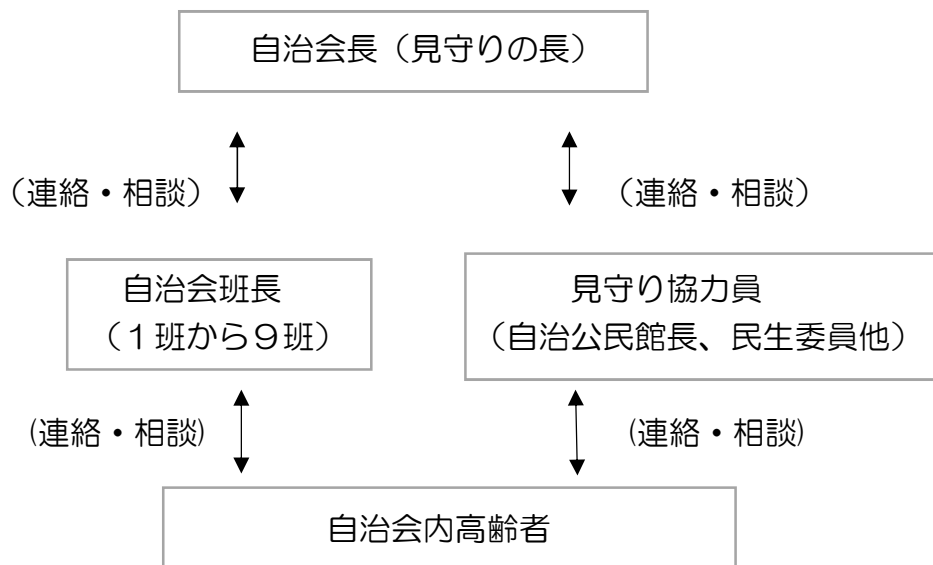 自治会長（見守りの長）
（連絡・相談）
（連絡・相談）
自治会班長
（１班から９班）
見守り協力員
（自治公民館長、民生委員他）
(連絡・相談)
(連絡・相談)
自治会内高齢者